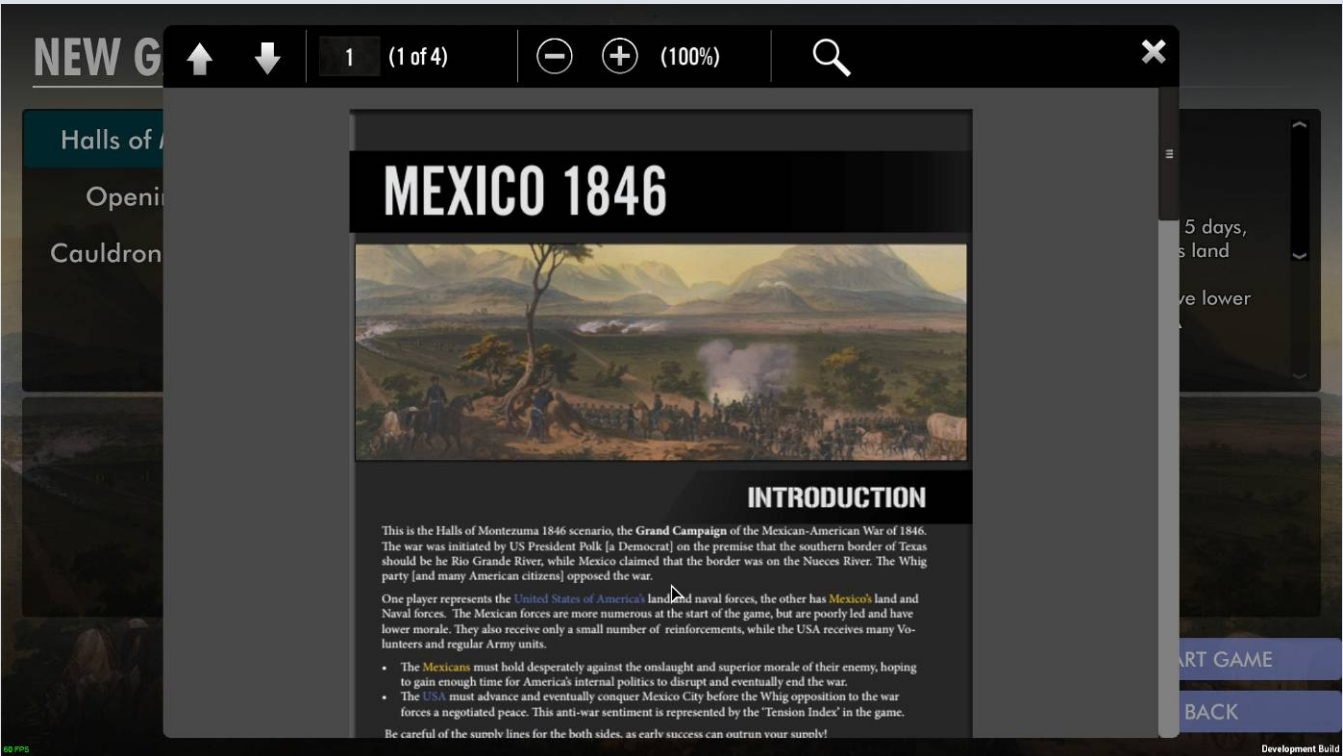 NEW G
1 (1 of 4) (100%)
Halls of
Openi
Cauldron
5 days,
s land
ve lower
MEXICO 1846
INTRODUCTION
This is the Halls of Montezuma 1846 scenario, the Grand Campaign of the Mexican-American War of 1846.
The war was initiated by US President Polk [a Democrat] on the premise that the southern border of Texas
should be he Rio Grande River, while Mexico claimed that the border was on the Nueces River. The Whig
party [and many American citizens] opposed the war.
One player represents the United States of America's land and naval forces, the other has Mexico's land and
Naval forces. The Mexican forces are more numerous at the start of the game, but are poorly led and have
lower morale. They also receive only a small number of reinforcements, while the USA receives many Vo-
lunteers and regular Army units.
• The Mexicans must hold desperately against the onslaught and superior morale of their enemy, hoping
to gain enough time for America's internal politics to disrupt and eventually end the war.
• The USA must advance and eventually conquer Mexico City before the Whig opposition to the war
forces a negotiated peace. This anti-war sentiment is represented by the 'Tension Index' in the game.
Be careful of the supply lines for the both sides, as early success can outrun your supply!
ART GAME
BACK
60 FPS
Development Build